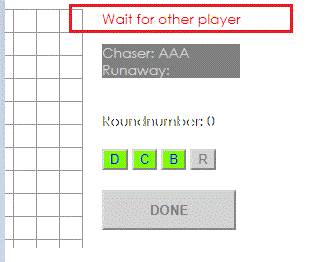 Wait for other player
Chaser: AAA
Runaway:
Roundnumber: 0
D C B R
DONE